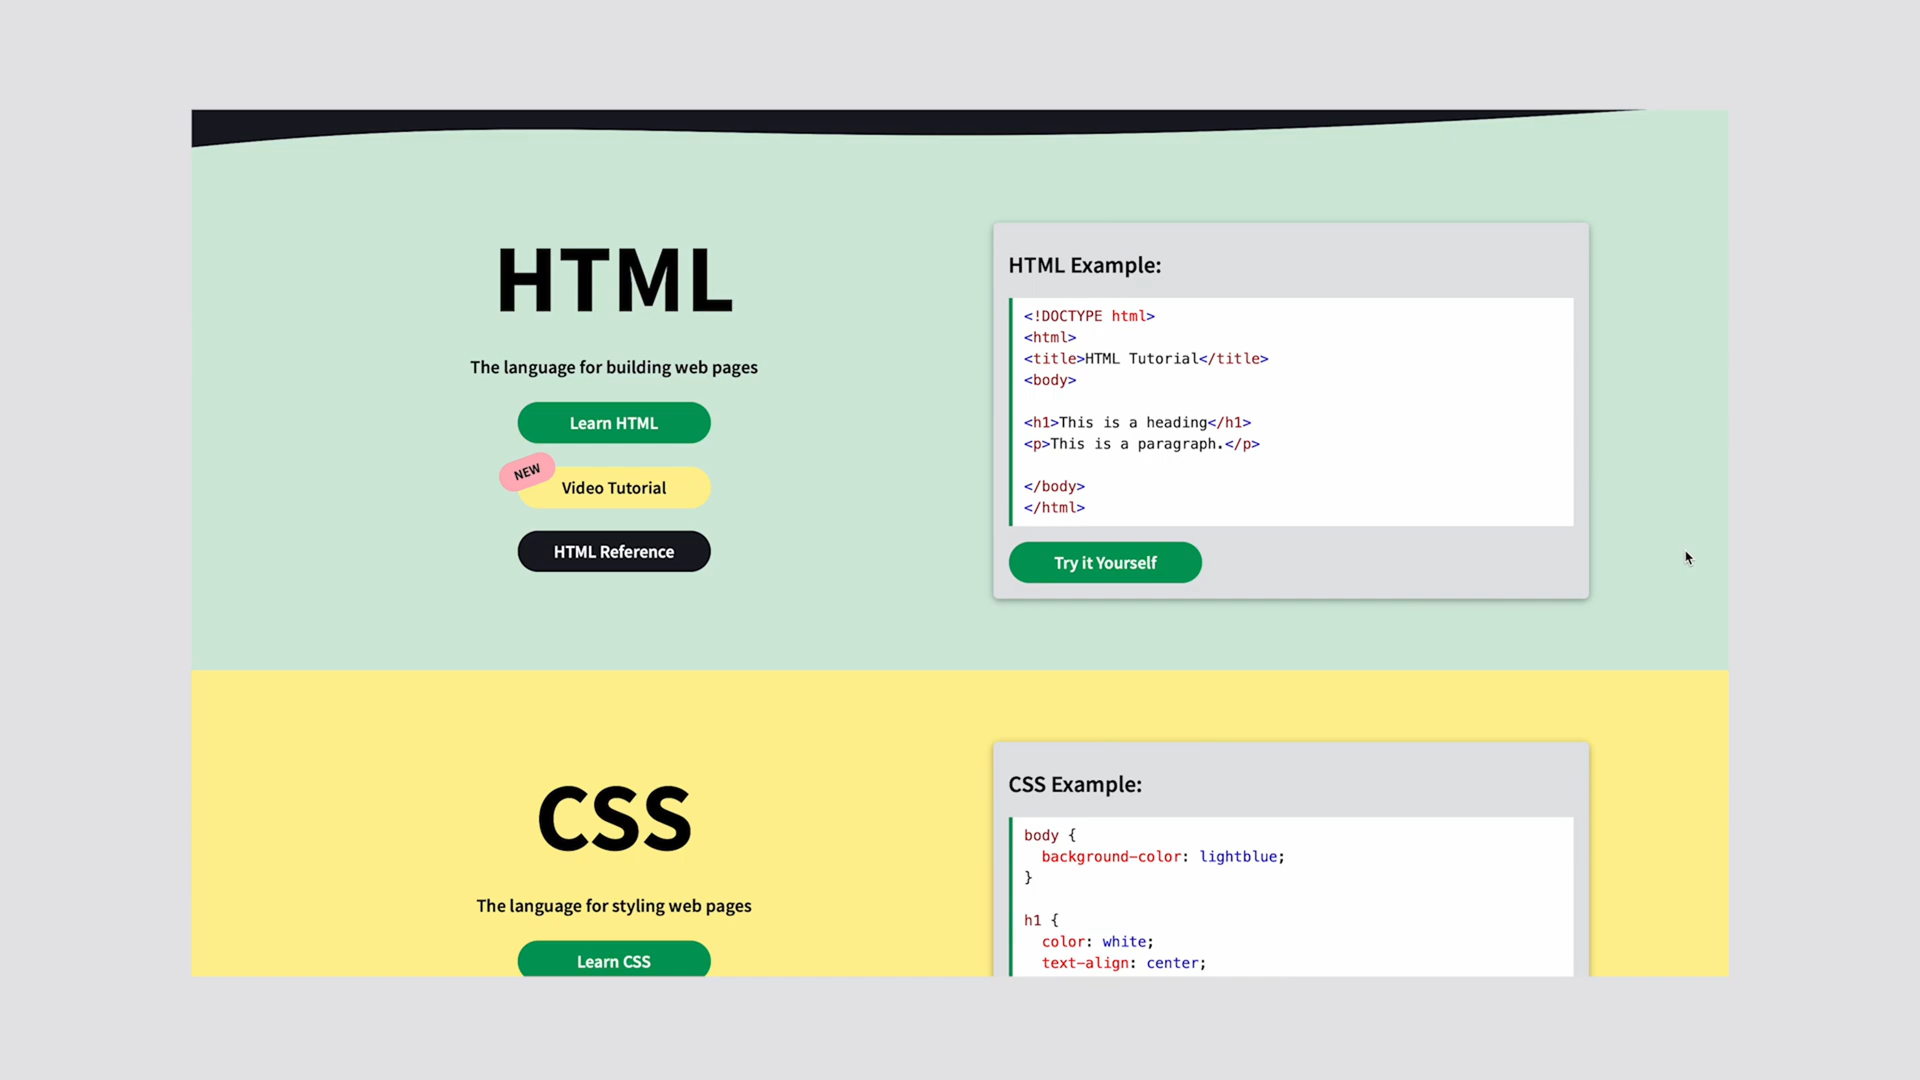 HTML
The language for building web pages
Learn HTML
NEW
Video Tutorial
HTML Reference
HTML Example:
<!DOCTYPE html>
<html>
<title>HTML Tutorial</title>
<body>
<h1>This is a heading</h1>
<p>This is a paragraph.</p>
</body>
</html>
Try it Yourself
CSS
The language for styling web pages
Learn CSS
CSS Example:
body {
background-color: lightblue;
}
h1 {
color: white;
text-align: center;